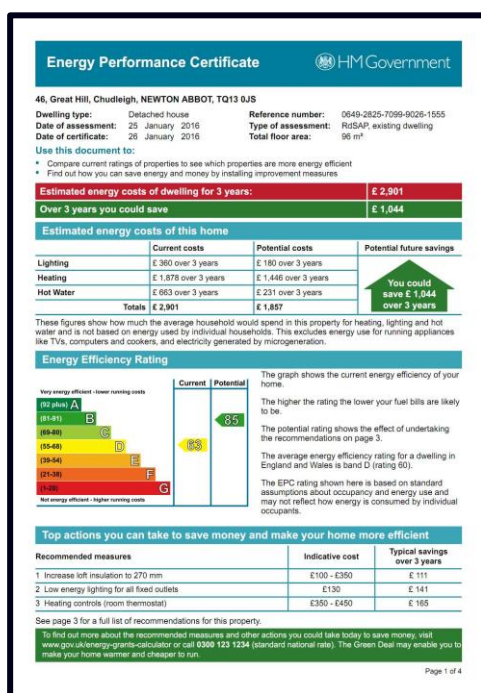 Energy Performance Certificate
HM Government
46, Great Hill, Chudleigh, NEWTON ABBOT, TQ13 0JS
Dwelling type: Detached house Reference number: 0649-2825-7099-9026-1555
Date of assessment: 25 January 2016 Type of assessment: RdSAP, existing dwelling
Date of certificate: 26 January 2016 Total floor area: 96 m²
Use this document to:
• Compare current ratings of properties to see which properties are more energy efficient
• Find out how you can save energy and money by installing improvement measures
Estimated energy costs of dwelling for 3 years: £ 2,901
Over 3 years you could save £ 1,044
Estimated energy costs of this home
Current costs Potential costs Potential future savings
Lighting £ 360 over 3 years £ 180 over 3 years
Heating £ 1,878 over 3 years £ 1,446 over 3 years
Hot Water £ 663 over 3 years £ 231 over 3 years
Totals £ 2,901 £ 1,857
You could
save £ 1,044
over 3 years
These figures show how much the average household would spend in this property for heating, lighting and hot
water and is not based on energy used by individual households. This excludes energy use for running appliances
like TVs, computers and cookers, and electricity generated by microgeneration.
Energy Efficiency Rating
Current Potential
Very energy efficient - lower running costs
(92 plus) A
(81-91) B
(69-80) C
(55-68) D
(39-54) E
(21-38) F
(1-20) G
Not energy efficient - higher running costs
63
85
The graph shows the current energy efficiency of your
home.
The higher the rating the lower your fuel bills are likely
to be.
The potential rating shows the effect of undertaking
the recommendations on page 3.
The average energy efficiency rating for a dwelling in
England and Wales is band D (rating 60).
The EPC rating shown here is based on standard
assumptions about occupancy and energy use and
may not reflect how energy is consumed by individual
occupants.
Top actions you can take to save money and make your home more efficient
Recommended measures Indicative cost Typical savings
over 3 years
1 Increase loft insulation to 270 mm £100 - £350 £ 111
2 Low energy lighting for all fixed outlets £130 £ 141
3 Heating controls (room thermostat) £350 - £450 £ 165
See page 3 for a full list of recommendations for this property.
To find out more about the recommended measures and other actions you could take today to save money, visit
www.gov.uk/energy-grants-calculator or call 0300 123 1234 (standard national rate). The Green Deal may enable you to
make your home warmer and cheaper to run.
Page 1 of 4